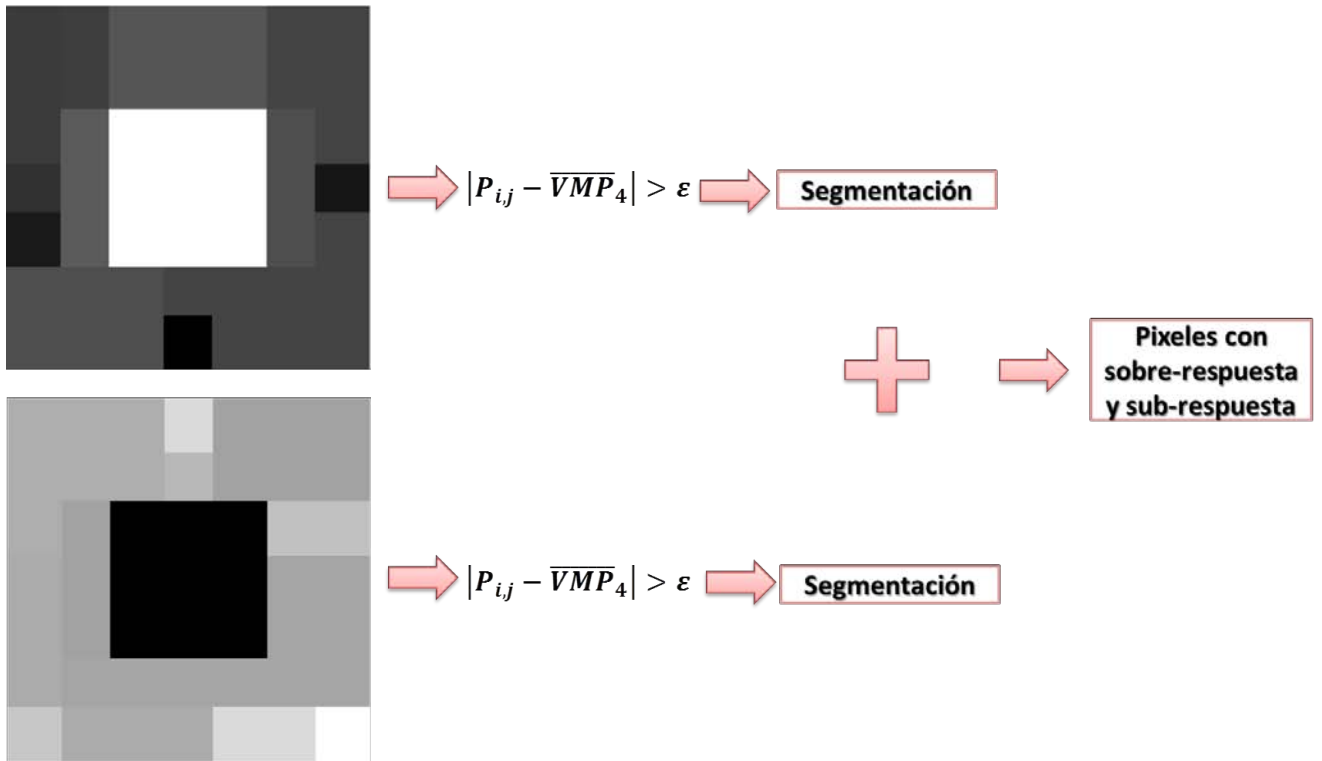 |P_{i,j} − \overline{VMP}_4| > ε
Segmentación
Pixeles con
sobre-respuesta
y sub-respuesta
|P_{i,j} − \overline{VMP}_4| > ε
Segmentación